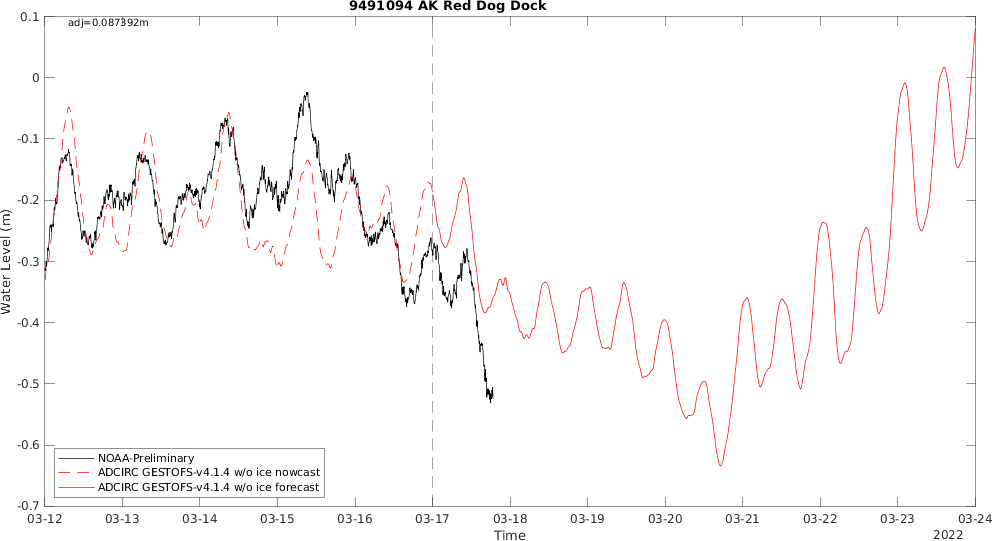 9491094 AK Red Dog Dock
adj=0.087392m
0.1
0
-0.1
-0.2
-0.3
-0.4
-0.5
-0.6
-0.7
Water Level (m)
NOAA-Preliminary
ADCIRC GESTOFS-v4.1.4 w/o ice nowcast
ADCIRC GESTOFS-v4.1.4 w/o ice forecast
03-12 03-13 03-14 03-15 03-16 03-17 03-18 03-19 03-20 03-21 03-22 03-23 03-24
Time
2022